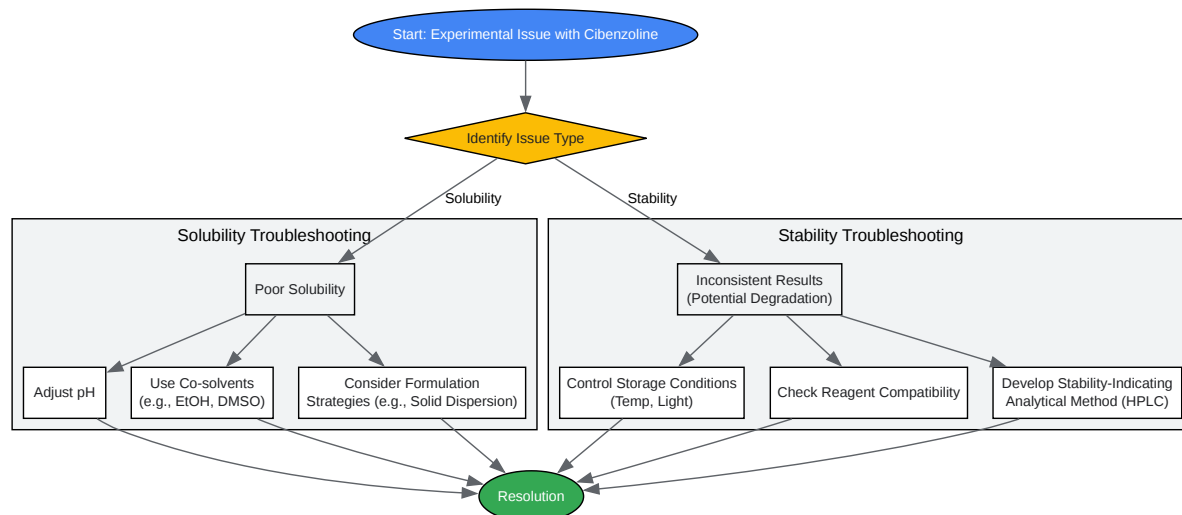 Start: Experimental Issue with Cibenzoline
Identify Issue Type
Solubility
Stability
Solubility Troubleshooting
Stability Troubleshooting
Poor Solubility
Inconsistent Results
(Potential Degradation)
Adjust pH
Use Co-solvents
(e.g., EtOH, DMSO)
Consider Formulation
Strategies (e.g., Solid Dispersion)
Control Storage Conditions
(Temp, Light)
Check Reagent Compatibility
Develop Stability-Indicating
Analytical Method (HPLC)
Resolution